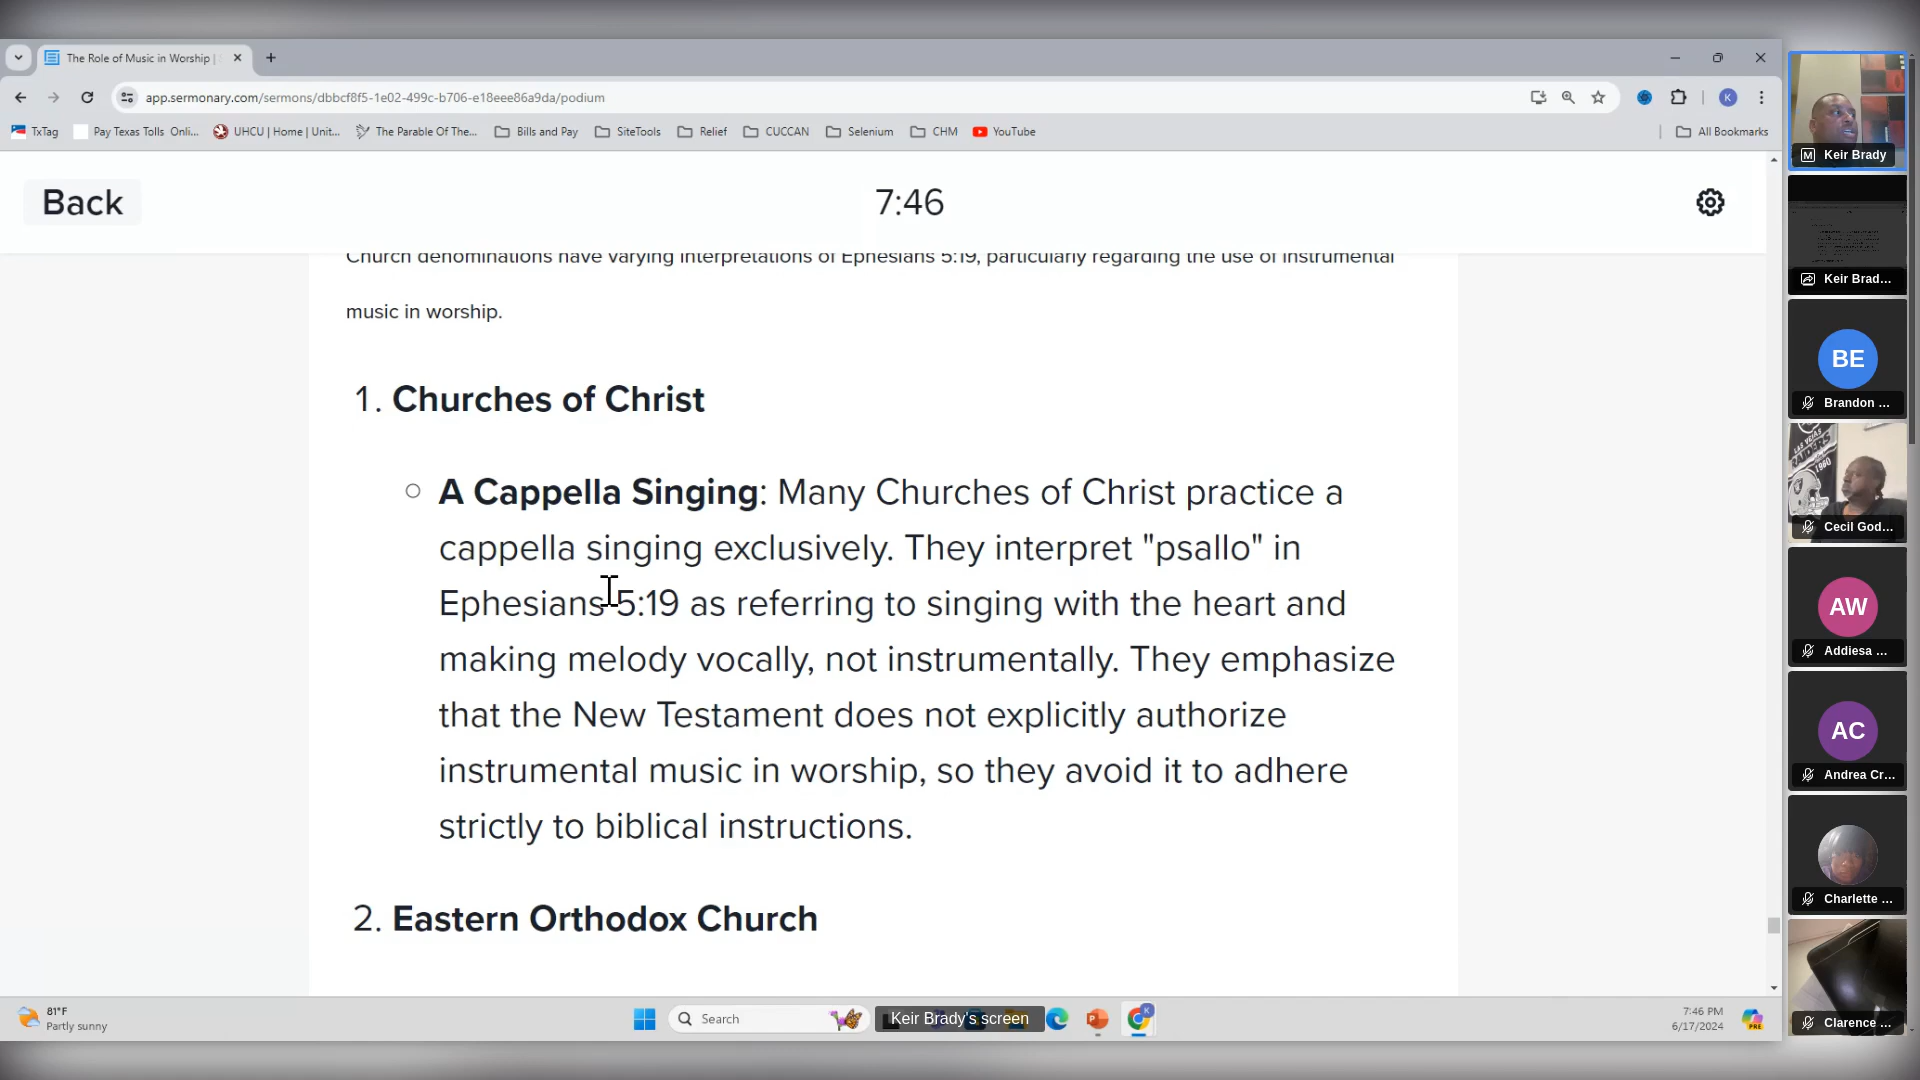 The Role of Music in Worship |
app.sermonary.com/sermons/dbbcf8f5-1e02-499c-b706-e18eee86a9da/podium
K
TxTag
Pay Texas Tolls Onli...
UHCU | Home | Unit...
The Parable Of The...
Bills and Pay
SiteTools
Relief
CUCCAN
Selenium
CHM
YouTube
All Bookmarks
Back
7:46
Church denominations have varying interpretations of Ephesians 5:19, particularly regarding the use of instrumental
music in worship.
1. Churches of Christ
A Cappella Singing: Many Churches of Christ practice a
cappella singing exclusively. They interpret "psallo" in
Ephesians 5:19 as referring to singing with the heart and
making melody vocally, not instrumentally. They emphasize
that the New Testament does not explicitly authorize
instrumental music in worship, so they avoid it to adhere
strictly to biblical instructions.
2. Eastern Orthodox Church
81°F
Partly sunny
Search
Keir Brady's screen
7:46 PM
6/17/2024
PRE
M Keir Brady
Keir Brad...
BE
Brandon ...
LAS VEGAS
RAIDERS
1960
Cecil God...
AW
Addiesa ...
AC
Andrea Cr...
Charlette ...
Clarence ...